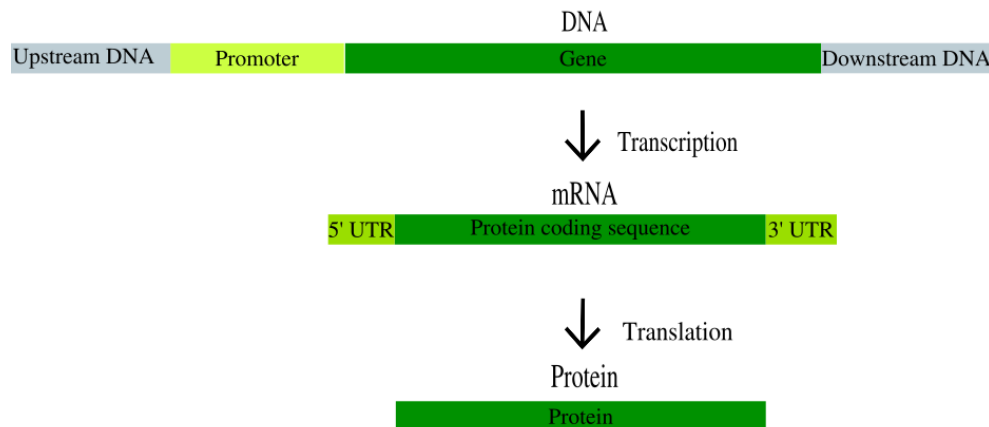 DNA
Upstream DNA Promoter Gene Downstream DNA
Transcription
mRNA
5' UTR Protein coding sequence 3' UTR
Translation
Protein
Protein